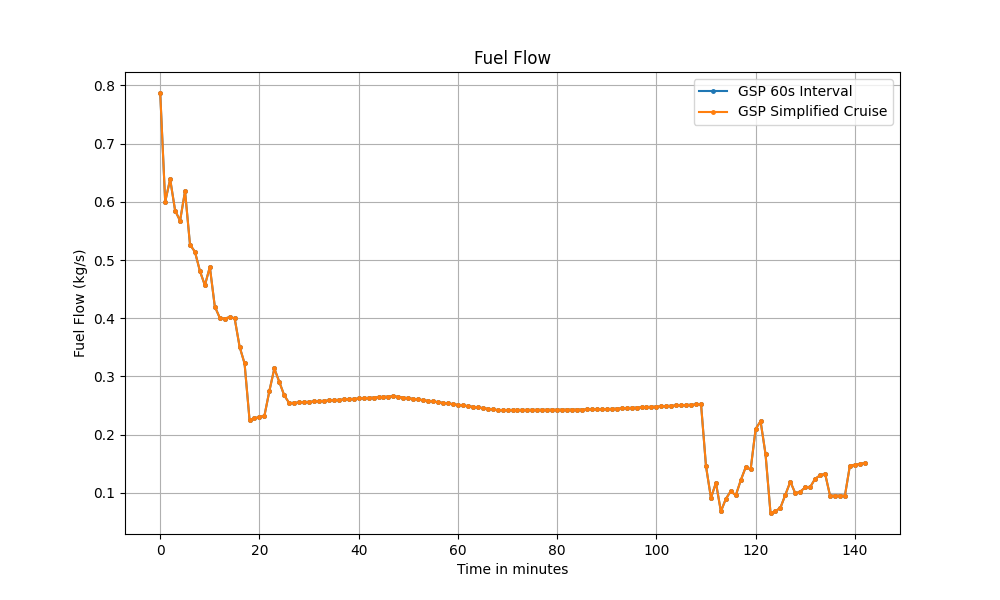 Fuel Flow
GSP 60s Interval
GSP Simplified Cruise
Fuel Flow (kg/s)
0.8
0.7
0.6
0.5
0.4
0.3
0.2
0.1
0 20 40 60 80 100 120 140
Time in minutes